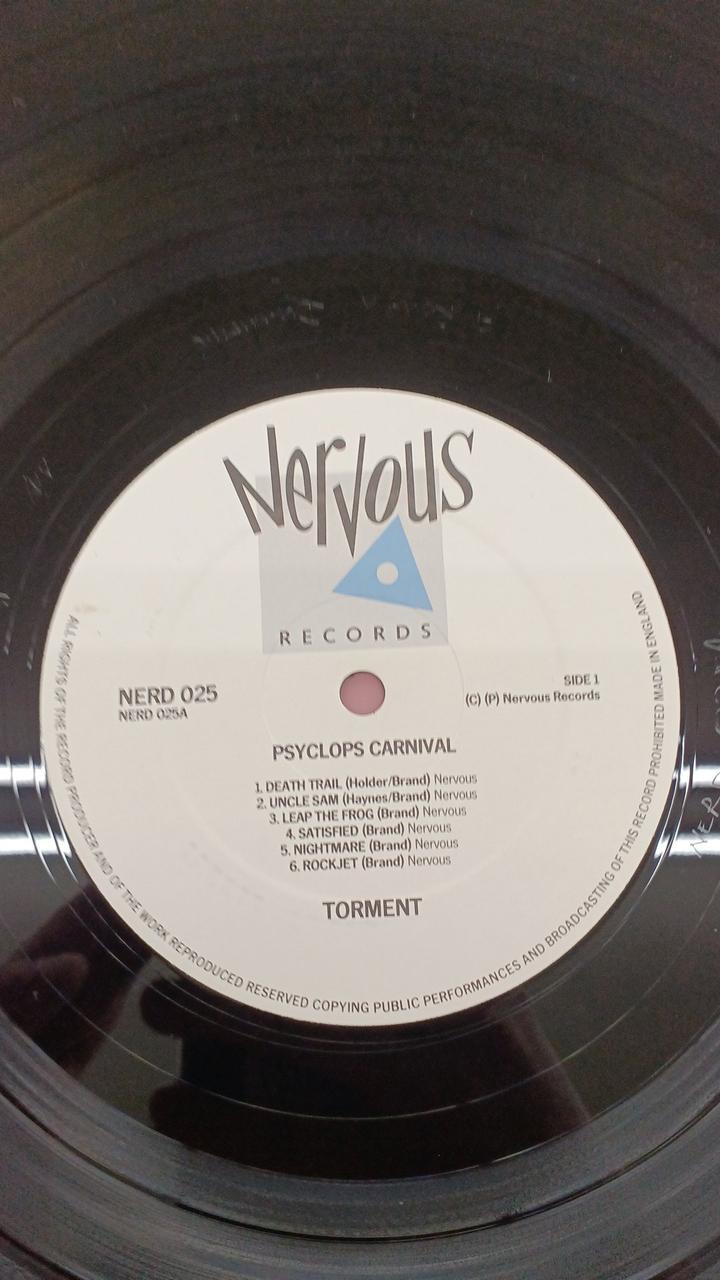 Nervous
RECORDS
NERD 025
NERD 025A
SIDE 1
(C) (P) Nervous Records
PSYCLOPS CARNIVAL
1. DEATH TRAIL (Holder/Brand) Nervous
2. UNCLE SAM (Haynes/Brand) Nervous
3. LEAP THE FROG (Brand) Nervous
4. SATISFIED (Brand) Nervous
5. NIGHTMARE (Brand) Nervous
6. ROCKJET (Brand) Nervous
TORMENT
ALL RIGHTS OF THE RECORD PRODUCER AND OF THE WORK REPRODUCED RESERVED COPYING PUBLIC PERFORMANCES AND BROADCASTING OF THIS RECORD PROHIBITED MADE IN ENGLAND